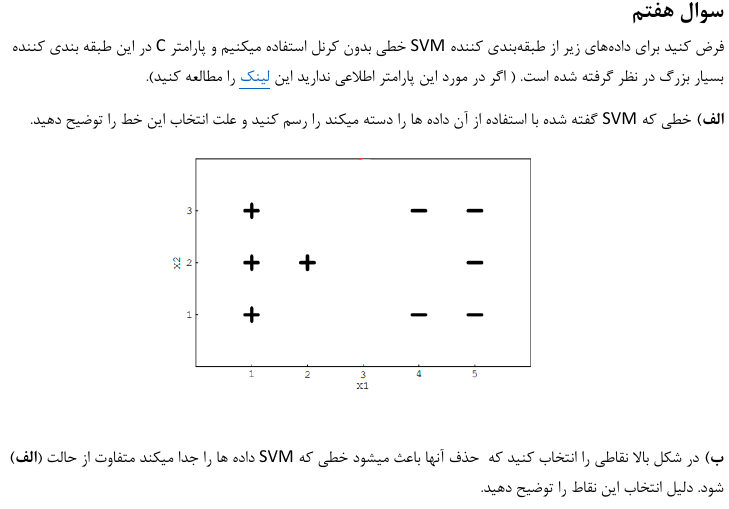 سوال هفتم
فرض کنید برای داده‌های زیر از طبقه‌بندی کننده SVM خطی بدون کرنل استفاده میکنیم و پارامتر C در این طبقه بندی کننده
بسیار بزرگ در نظر گرفته شده است. ( اگر در مورد این پارامتر اطلاعی ندارید این لینک را مطالعه کنید).
الف) خطی که SVM گفته شده با استفاده از آن داده ها را دسته میکند را رسم کنید و علت انتخاب این خط را توضیح دهید.
3
x2 2
1
1 2 3 4 5
x1
ب) در شکل بالا نقاطی را انتخاب کنید که حذف آنها باعث میشود خطی که SVM داده ها را جدا میکند متفاوت از حالت (الف)
شود. دلیل انتخاب این نقاط را توضیح دهید.